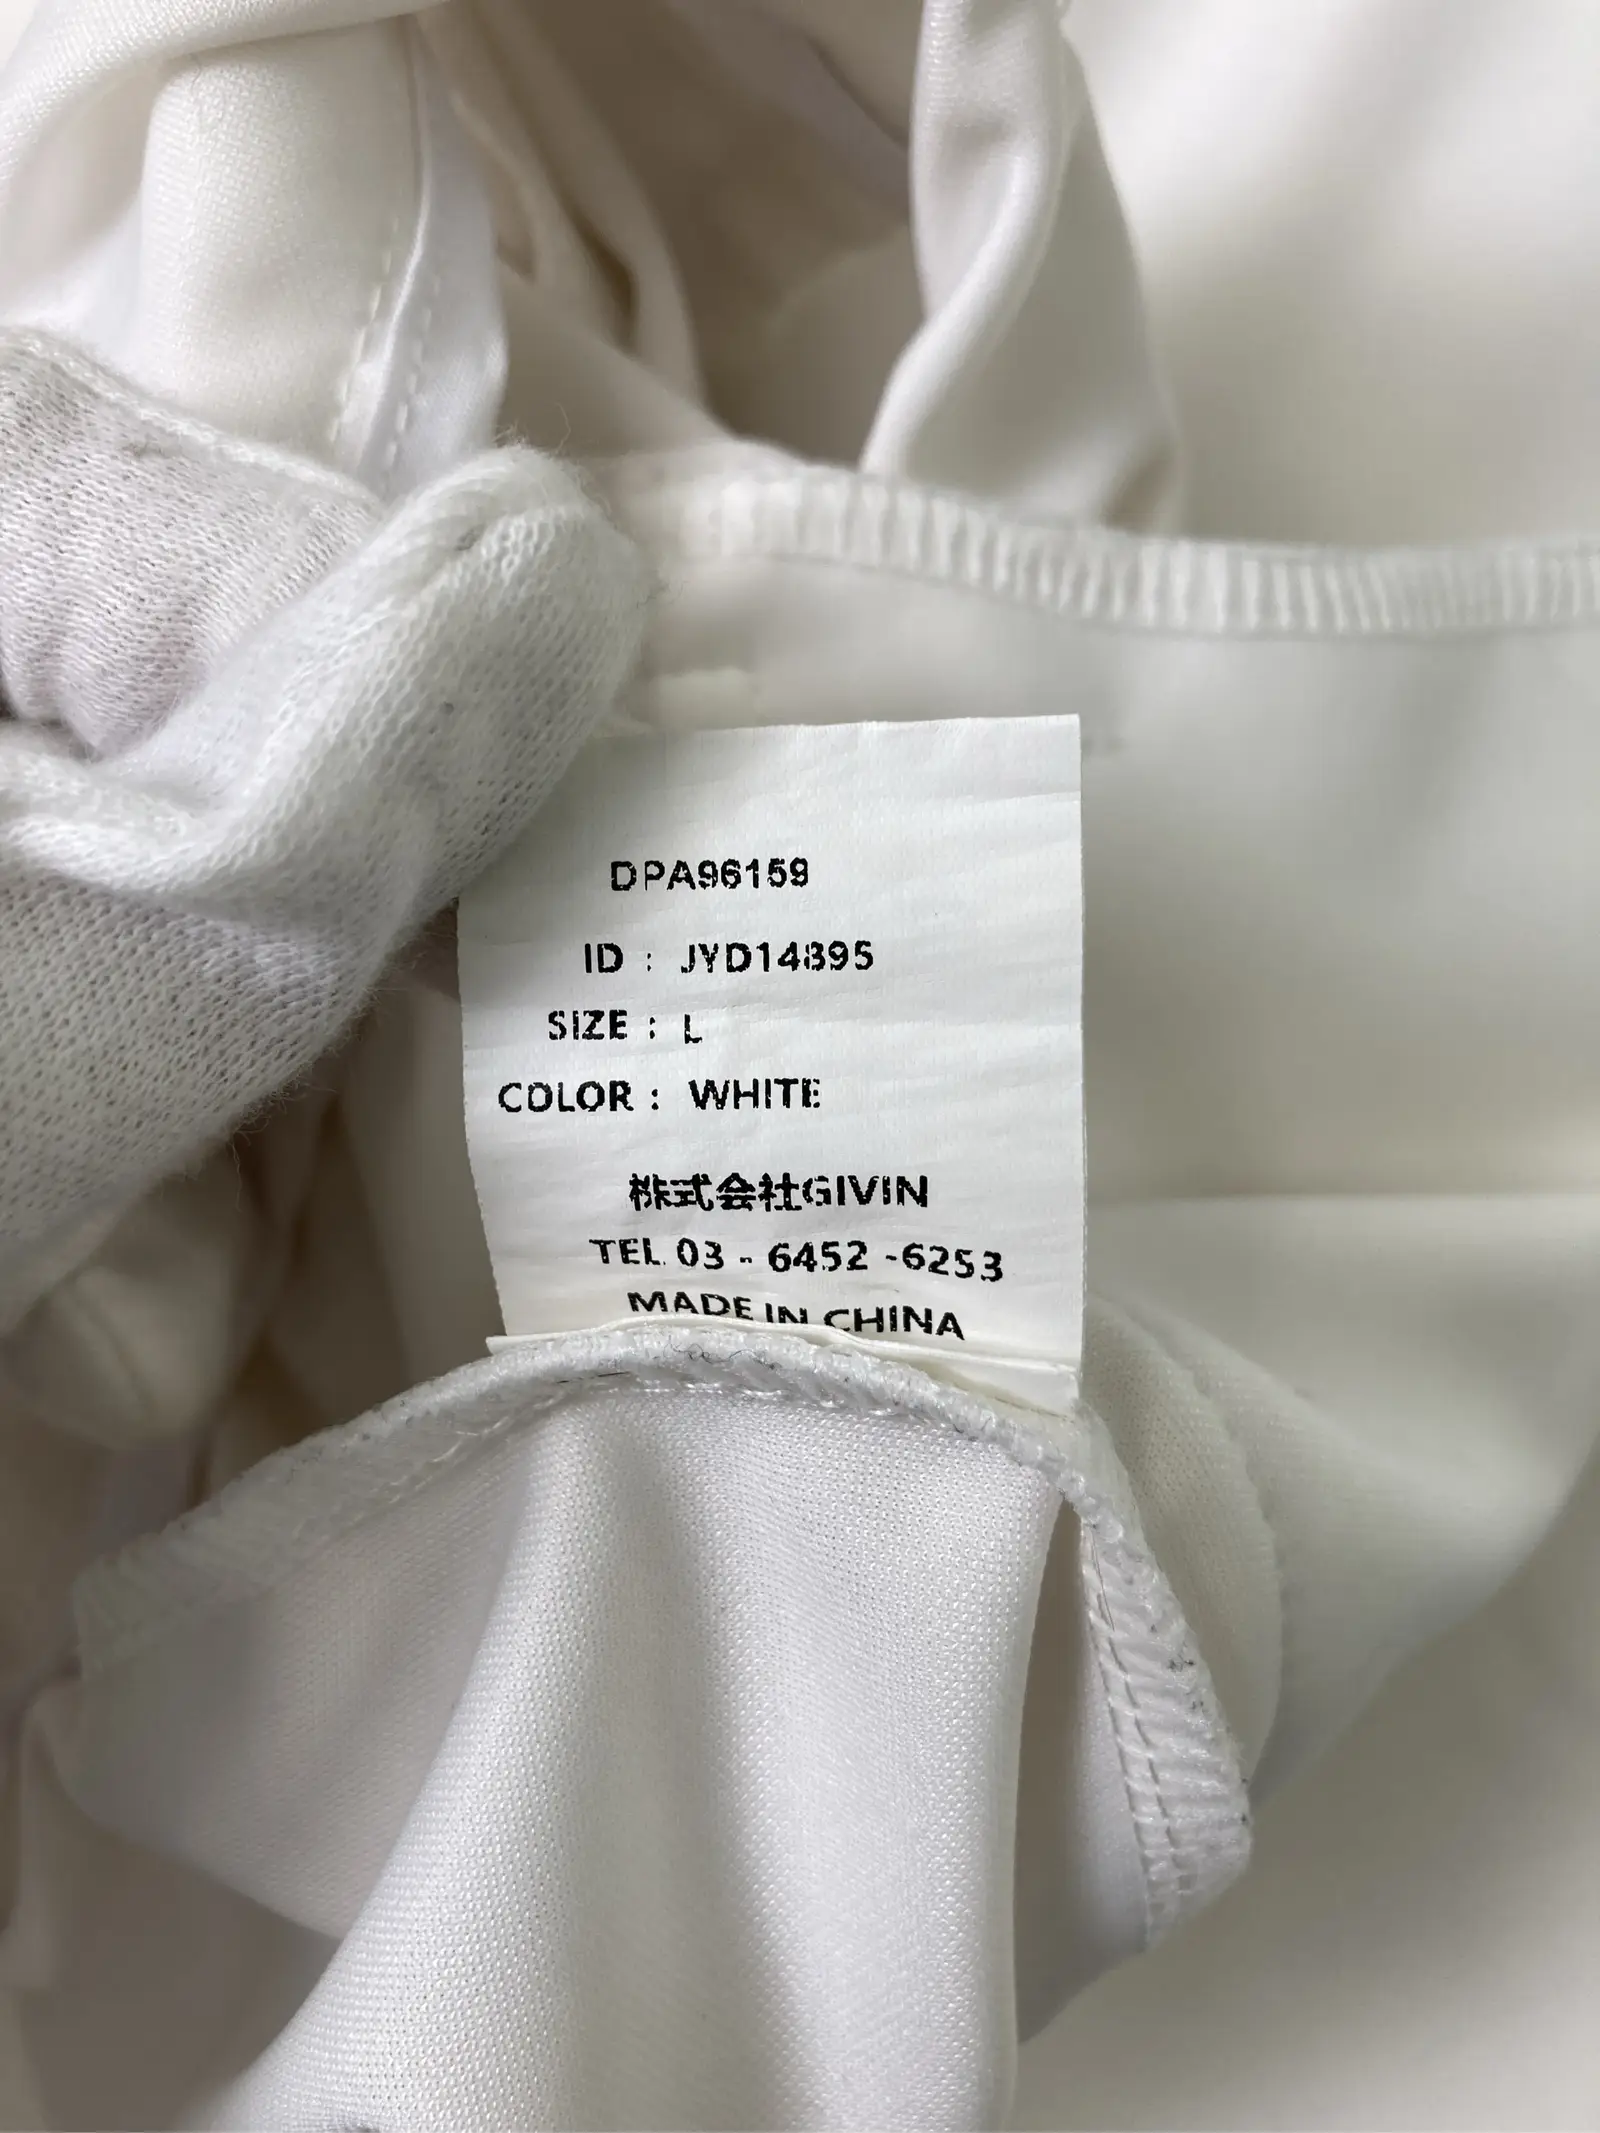 DPA96159
ID : JYD14895
SIZE : L
COLOR : WHITE
株式会社GIVIN
TEL 03 - 6452 -6253
MADE IN CHINA